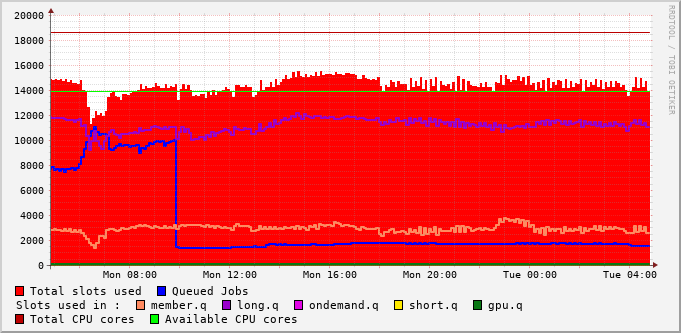 20000
18000
16000
14000
12000
10000
8000
6000
4000
2000
0
Mon 08:00 Mon 12:00 Mon 16:00 Mon 20:00 Tue 00:00 Tue 04:00
RRDTOOL / TOBI OETIKER
Total slots used Queued Jobs
Slots used in : member.q long.q ondemand.q short.q gpu.q
Total CPU cores Available CPU cores